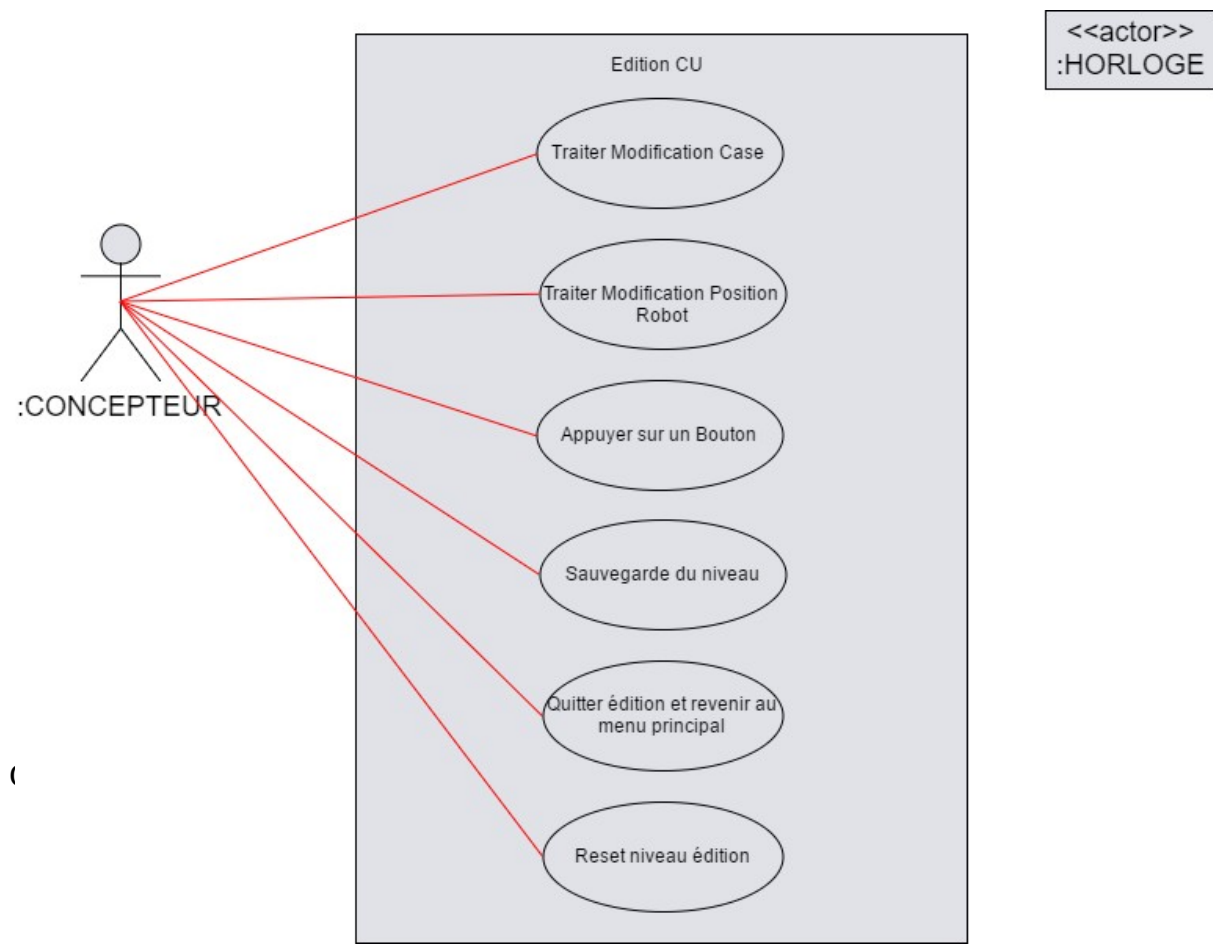 <<actor>>
:HORLOGE
Edition CU
Traiter Modification Case
Traiter Modification Position
Robot
:CONCEPTEUR
Appuyer sur un Bouton
Sauvegarde du niveau
Quitter édition et revenir au
menu principal
Reset niveau édition